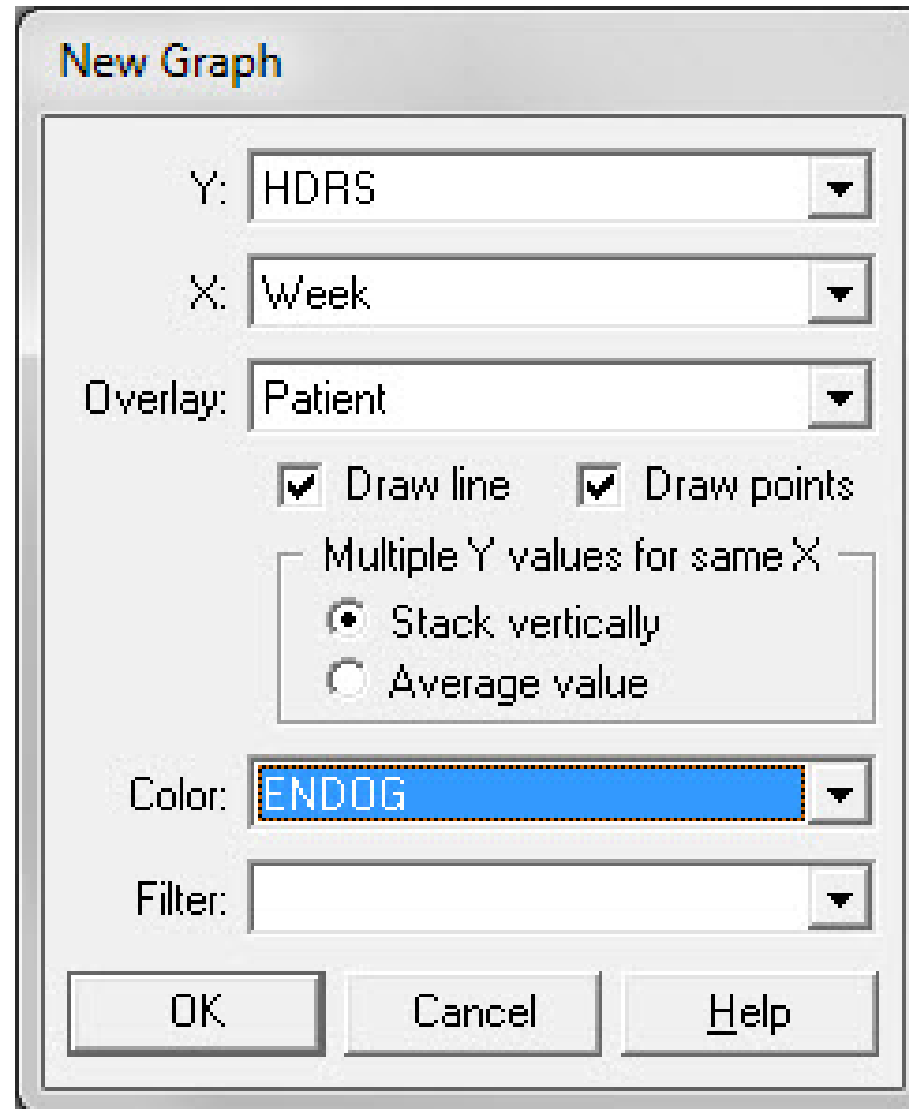 New Graph
Y: HDRS
X: Week
Overlay: Patient
Draw line Draw points
Multiple Y values for same X
Stack vertically
Average value
Color: ENDOG
Filter:
OK Cancel Help